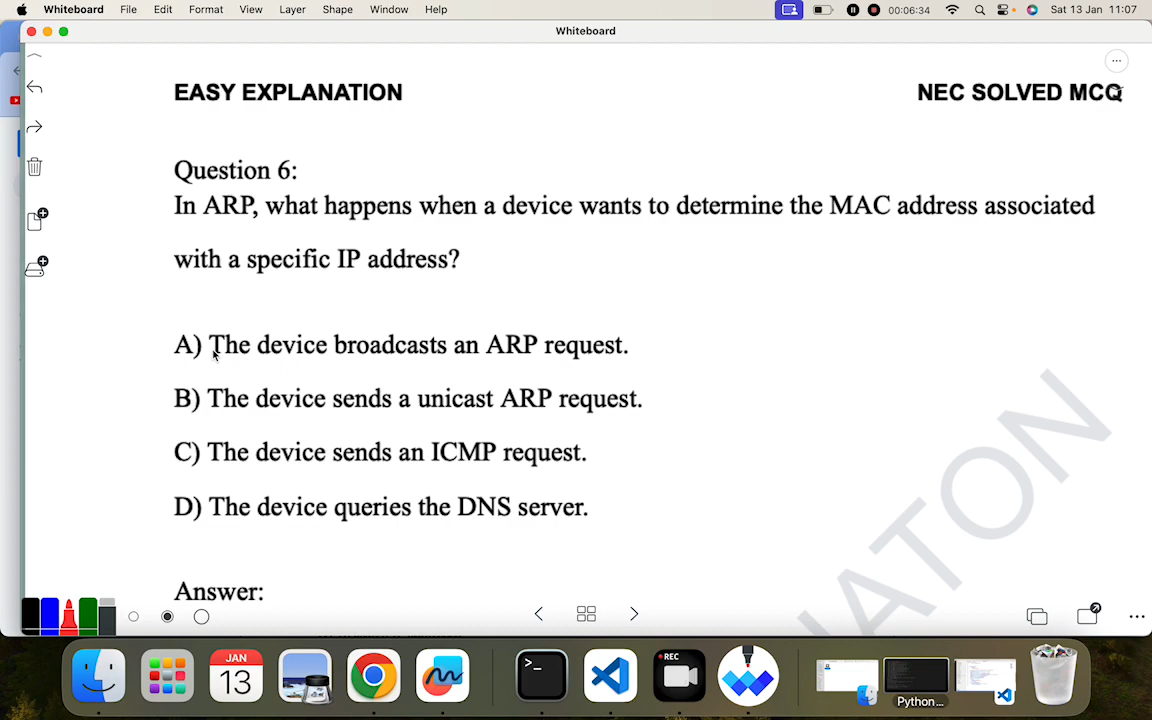 Whiteboard File Edit Format View Layer Shape Window Help 00:06:34 Sat 13 Jan 11:07
Whiteboard
EASY EXPLANATION NEC SOLVED MCQ
Question 6:
In ARP, what happens when a device wants to determine the MAC address associated
with a specific IP address?
A) The device broadcasts an ARP request.
B) The device sends a unicast ARP request.
C) The device sends an ICMP request.
D) The device queries the DNS server.
NATON
Answer:
JAN
13
REC
Python...